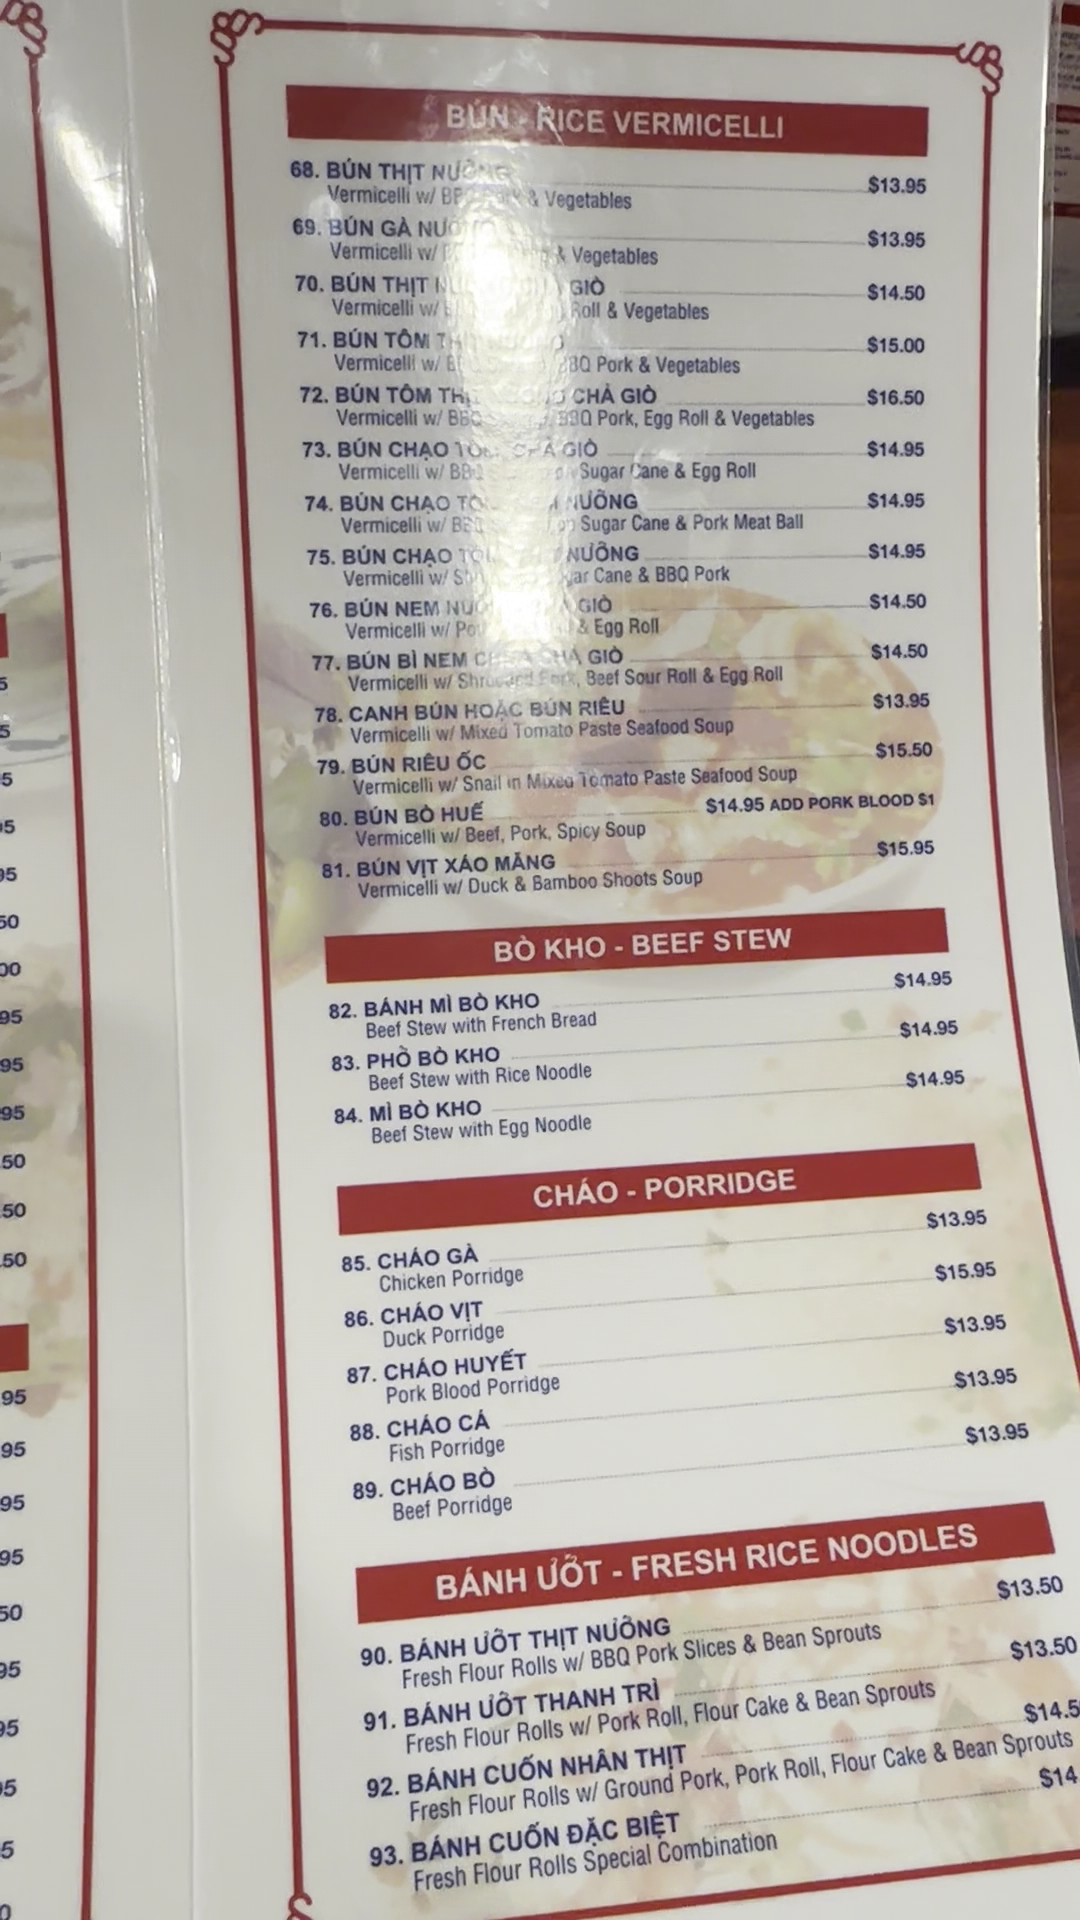 BÚN - RICE VERMICELLI
68. BÚN THỊT $13.95
Vermicelli w/ & Vegetables
69. BÚN GÀ $13.95
Vermicelli w/ & Vegetables
70. BÚN THỊT GIÒ $14.50
Vermicelli w/ Roll & Vegetables
71. BÚN TÔM $15.00
Vermicelli w/ BBQ Pork & Vegetables
72. BÚN TÔM CHẢ GIÒ $16.50
Vermicelli w/ BBQ BBQ Pork, Egg Roll & Vegetables
73. BÚN CHẠO GIÒ $14.95
Vermicelli w/ Sugar Cane & Egg Roll
74. BÚN CHẠO NƯỠNG $14.95
Vermicelli w/ Sugar Cane & Pork Meat Ball
75. BÚN CHẠO NƯỠNG $14.95
Vermicelli w/ Cane & BBQ Pork
76. BÚN NEM GIÒ $14.50
Vermicelli w/ & Egg Roll
77. BÚN BÌ NEM CHẢ GIÒ $14.50
Vermicelli w/ Shredded Pork, Beef Sour Roll & Egg Roll
78. CANH BÚN HOẶC BÚN RIÊU $13.95
Vermicelli w/ Mixed Tomato Paste Seafood Soup
79. BÚN RIÊU ỐC $15.50
Vermicelli w/ Snail in Mixed Tomato Paste Seafood Soup
80. BÚN BÒ HUẾ $14.95 ADD PORK BLOOD $1
Vermicelli w/ Beef, Pork, Spicy Soup
81. BÚN VỊT XÁO MĂNG $15.95
Vermicelli w/ Duck & Bamboo Shoots Soup
BÒ KHO - BEEF STEW
82. BÁNH MÌ BÒ KHO $14.95
Beef Stew with French Bread
83. PHỞ BÒ KHO $14.95
Beef Stew with Rice Noodle
84. MÌ BÒ KHO $14.95
Beef Stew with Egg Noodle
CHÁO - PORRIDGE
85. CHÁO GÀ $13.95
Chicken Porridge
86. CHÁO VỊT $15.95
Duck Porridge
87. CHÁO HUYẾT $13.95
Pork Blood Porridge
88. CHÁO CÁ $13.95
Fish Porridge
89. CHÁO BÒ $13.95
Beef Porridge
BÁNH ƯỠT - FRESH RICE NOODLES
90. BÁNH ƯỠT THỊT NƯỠNG $13.50
Fresh Flour Rolls w/ BBQ Pork Slices & Bean Sprouts
91. BÁNH ƯỠT THANH TRÌ $13.50
Fresh Flour Rolls w/ Pork Roll, Flour Cake & Bean Sprouts
92. BÁNH CUỐN NHÂN THỊT $14.5
Fresh Flour Rolls w/ Ground Pork, Pork Roll, Flour Cake & Bean Sprouts
93. BÁNH CUỐN ĐẶC BIỆT $14
Fresh Flour Rolls Special Combination